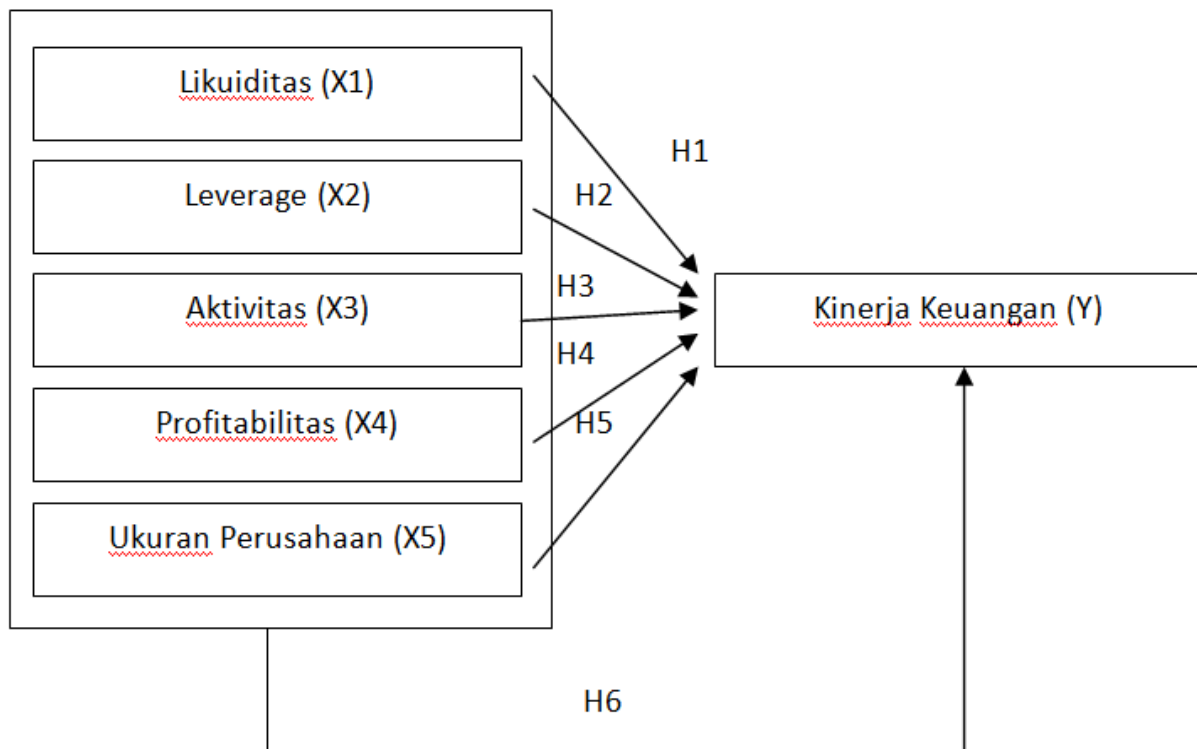 Likuiditas (X1)
H1
Leverage (X2)
H2
H3
Aktivitas (X3)
Kinerja Keuangan (Y)
H4
Profitabilitas (X4)
H5
Ukuran Perusahaan (X5)
H6